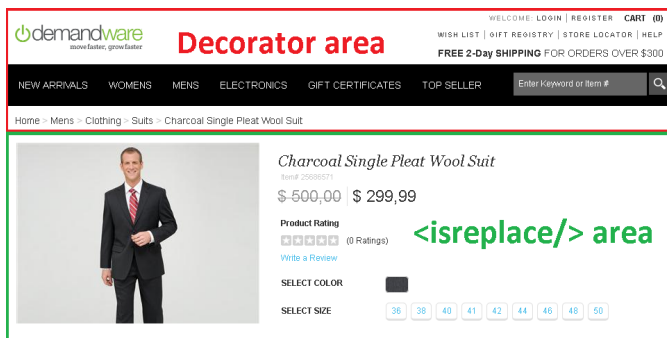 WELCOME: LOGIN | REGISTER CART (0)
demandware
move faster, grow faster
Decorator area
WISH LIST | GIFT REGISTRY | STORE LOCATOR | HELP
FREE 2-Day SHIPPING FOR ORDERS OVER $300
NEW ARRIVALS WOMENS MENS ELECTRONICS GIFT CERTIFICATES TOP SELLER Enter Keyword or Item #
Home > Mens > Clothing > Suits > Charcoal Single Pleat Wool Suit
Charcoal Single Pleat Wool Suit
Item# 25686571
$ 500,00 $ 299,99
Product Rating
(0 Ratings)
<isreplace/> area
Write a Review
SELECT COLOR
SELECT SIZE 36 38 40 41 42 44 46 48 50